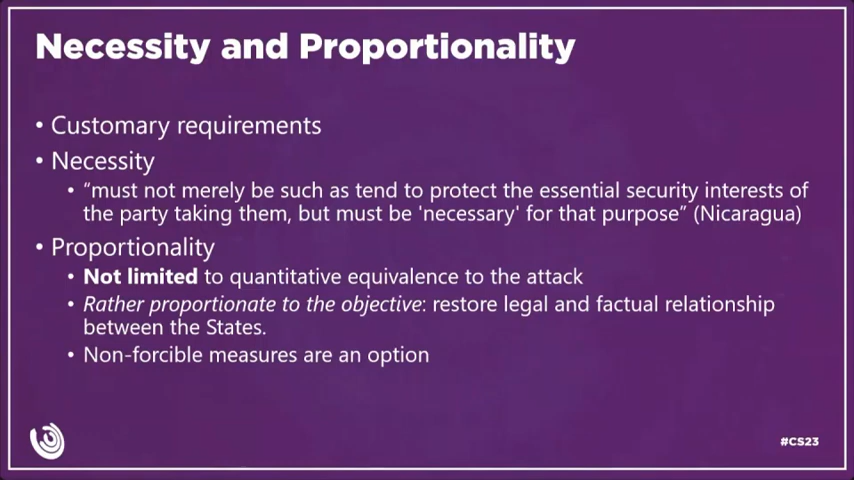 Necessity and Proportionality
• Customary requirements
• Necessity
• “must not merely be such as tend to protect the essential security interests of
the party taking them, but must be 'necessary' for that purpose” (Nicaragua)
• Proportionality
• Not limited to quantitative equivalence to the attack
• Rather proportionate to the objective: restore legal and factual relationship
between the States.
• Non-forcible measures are an option
#CS23